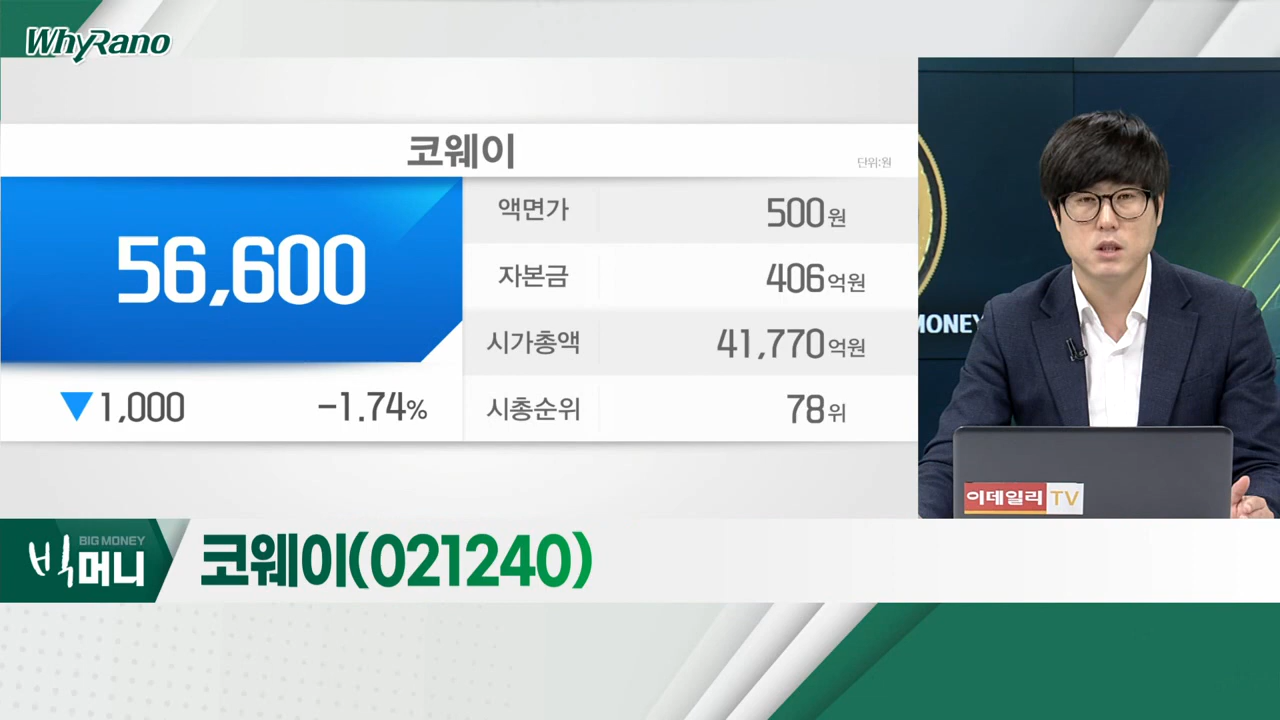 WhyRano
코웨이
단위:원
56,600
▼1,000 -1.74%
액면가 500원
자본금 406억원
시가총액 41,770억원
시총순위 78위
MONEY
이데일리TV
BIG MONEY
빅머니
코웨이(021240)